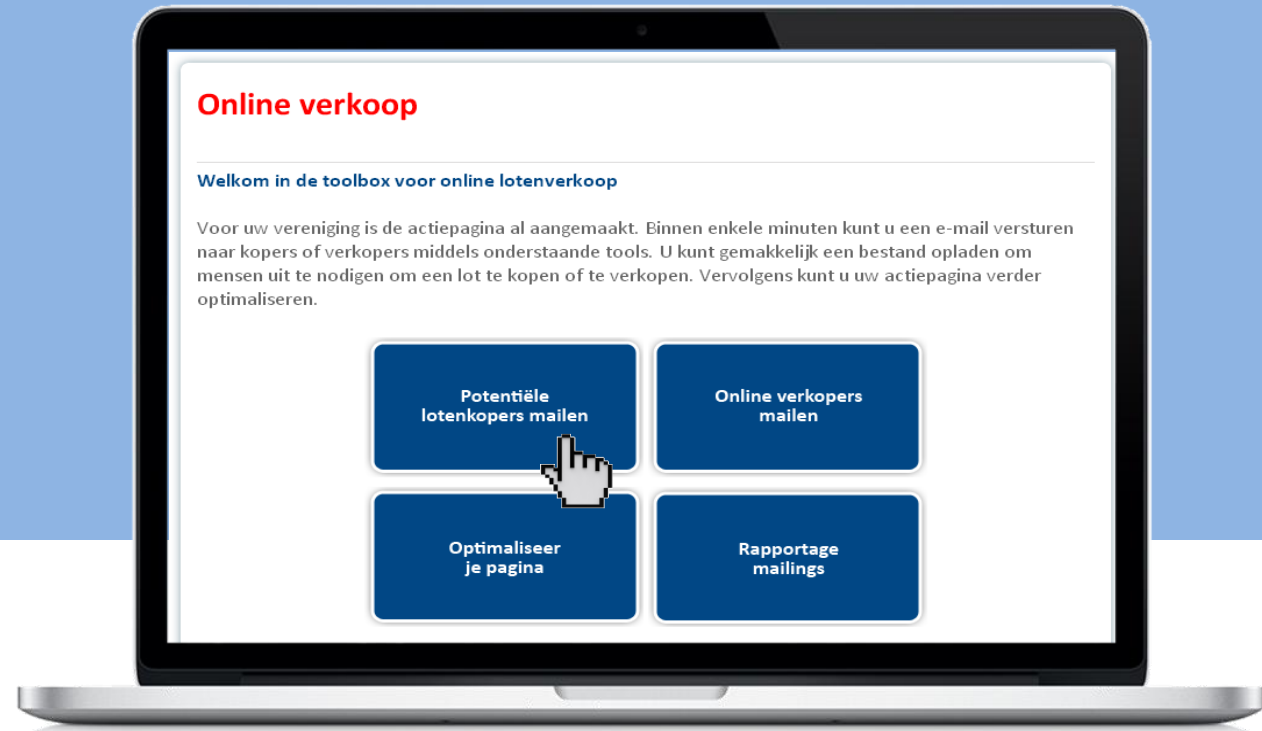 Online verkoop
Welkom in de toolbox voor online lotenverkoop
Voor uw vereniging is de actiepagina al aangemaakt. Binnen enkele minuten kunt u een e-mail versturen
naar kopers of verkopers middels onderstaande tools. U kunt gemakkelijk een bestand opladen om
mensen uit te nodigen om een lot te kopen of te verkopen. Vervolgens kunt u uw actiepagina verder
optimaliseren.
Potentiële
lotenkopers mailen
Online verkopers
mailen
Optimaliseer
je pagina
Rapportage
mailings